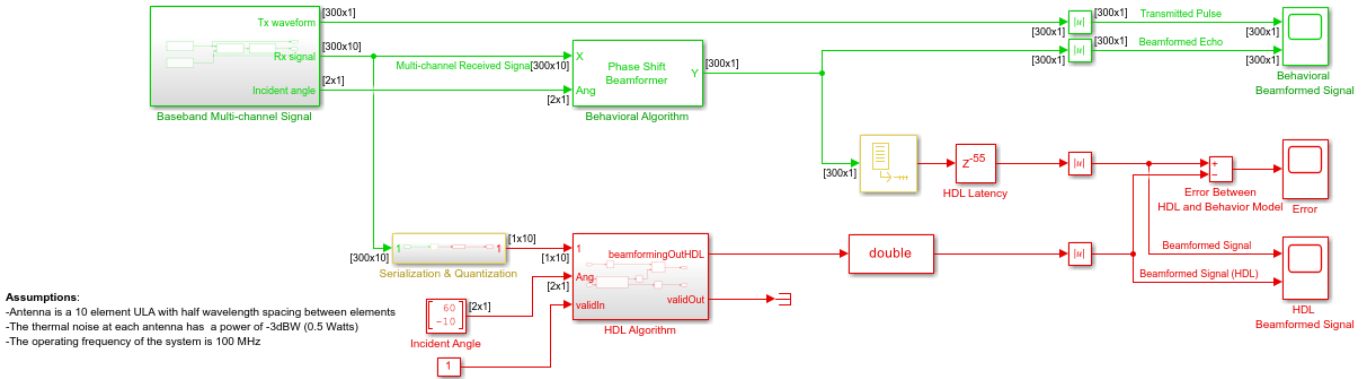 Tx waveform
Rx signal
Incident angle
Baseband Multi-channel Signal
[300x1]
[300x10]
[2x1]
Multi-channel Received Signa
[300x10]
[2x1]
X
Ang
Phase Shift
Beamformer
Y
Behavioral Algorithm
[300x1]
[300x1]
|u|
[300x1]
Transmitted Pulse
[300x1]
[300x1]
|u|
[300x1]
Beamformed Echo
[300x1]
Behavioral
Beamformed Signal
[300x1]
z-55
HDL Latency
|u|
+
−
Error Between
HDL and Behavior Model
Error
[300x10]
1
1
Serialization & Quantization
[1x10]
[1x10]
[2x1]
1
Ang
validIn
beamformingOutHDL
validOut
HDL Algorithm
double
|u|
Beamformed Signal
Beamformed Signal (HDL)
HDL
Beamformed Signal
60
−10
[2x1]
Incident Angle
1
Assumptions:
-Antenna is a 10 element ULA with half wavelength spacing between elements
-The thermal noise at each antenna has a power of -3dBW (0.5 Watts)
-The operating frequency of the system is 100 MHz